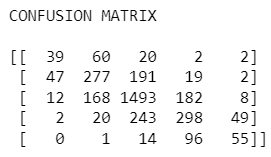 CONFUSION MATRIX
[[ 39 60 20 2 2]
[ 47 277 191 19 2]
[ 12 168 1493 182 8]
[ 2 20 243 298 49]
[ 0 1 14 96 55]]